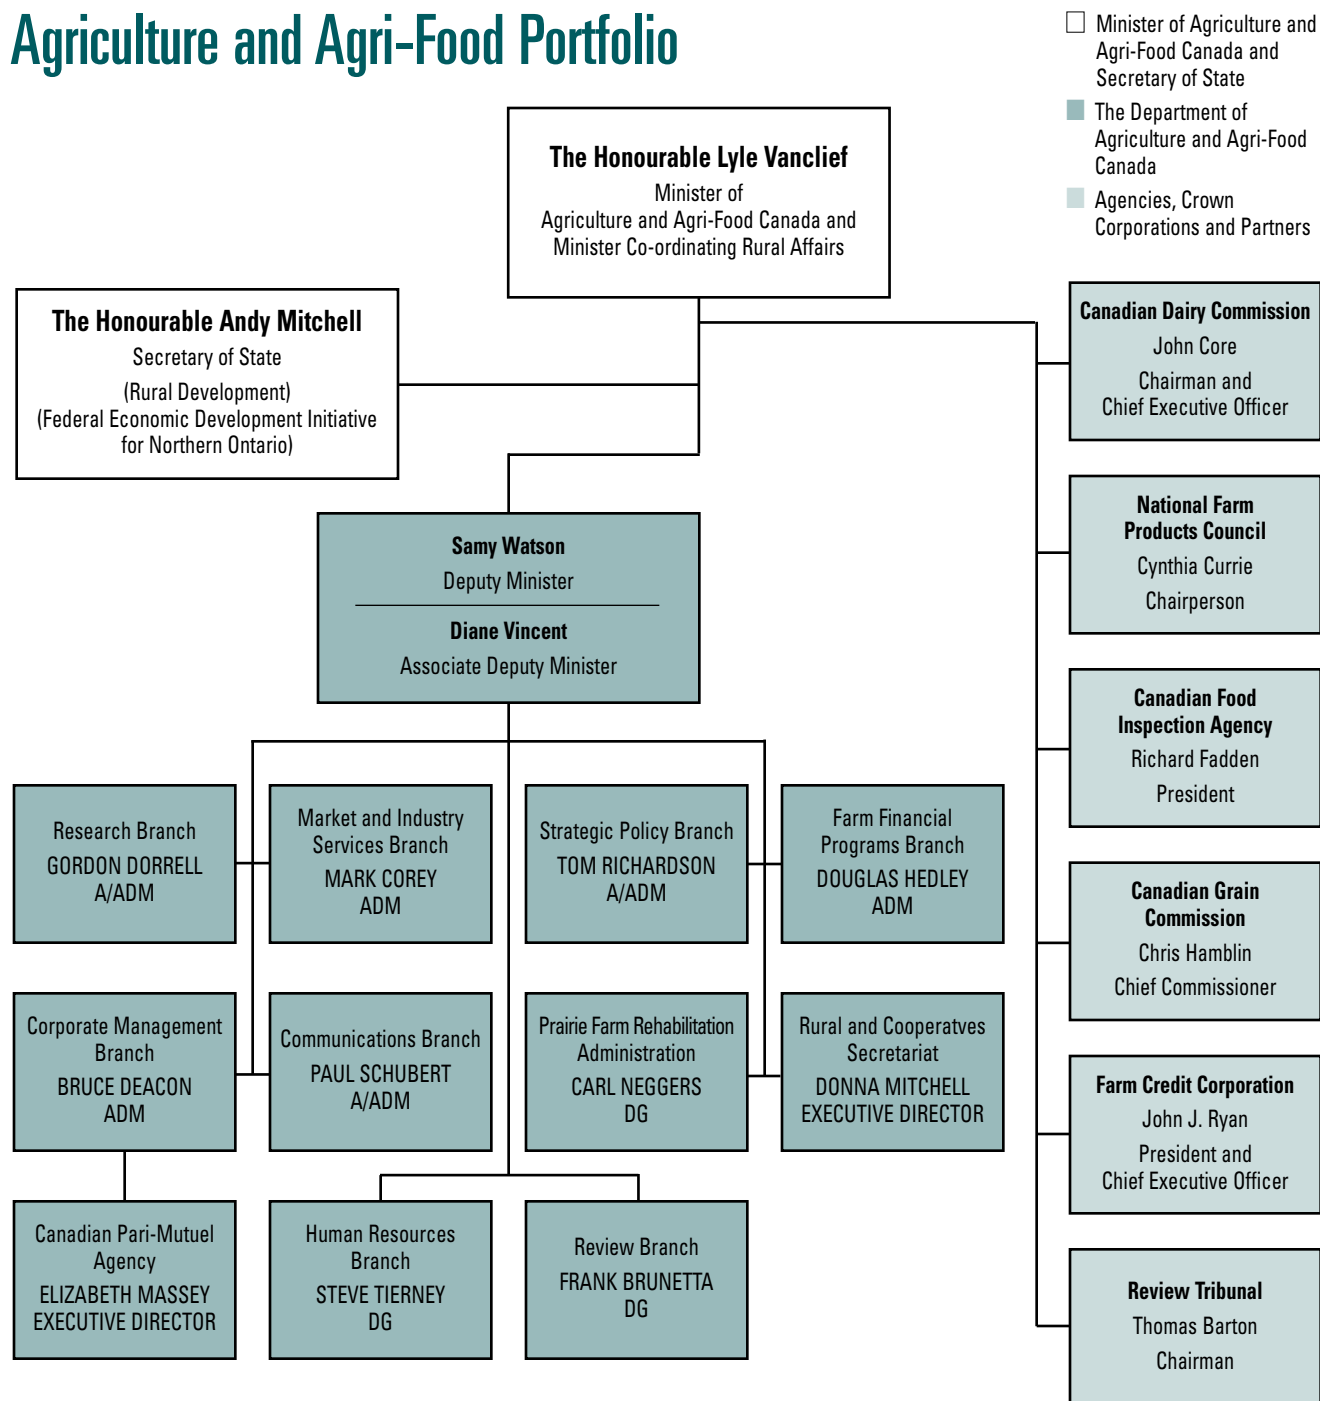 Agriculture and Agri-Food Portfolio
Minister of Agriculture and
Agri-Food Canada and
Secretary of State
The Department of
Agriculture and Agri-Food
Canada
Agencies, Crown
Corporations and Partners
The Honourable Lyle Vanclief
Minister of
Agriculture and Agri-Food Canada and
Minister Co-ordinating Rural Affairs
The Honourable Andy Mitchell
Secretary of State
(Rural Development)
(Federal Economic Development Initiative
for Northern Ontario)
Samy Watson
Deputy Minister
Diane Vincent
Associate Deputy Minister
Research Branch
GORDON DORRELL
A/ADM
Market and Industry
Services Branch
MARK COREY
ADM
Strategic Policy Branch
TOM RICHARDSON
A/ADM
Farm Financial
Programs Branch
DOUGLAS HEDLEY
ADM
Corporate Management
Branch
BRUCE DEACON
ADM
Communications Branch
PAUL SCHUBERT
A/ADM
Prairie Farm Rehabilitation
Administration
CARL NEGGERS
DG
Rural and Cooperatves
Secretariat
DONNA MITCHELL
EXECUTIVE DIRECTOR
Canadian Pari-Mutuel
Agency
ELIZABETH MASSEY
EXECUTIVE DIRECTOR
Human Resources
Branch
STEVE TIERNEY
DG
Review Branch
FRANK BRUNETTA
DG
Canadian Dairy Commission
John Core
Chairman and
Chief Executive Officer
National Farm
Products Council
Cynthia Currie
Chairperson
Canadian Food
Inspection Agency
Richard Fadden
President
Canadian Grain
Commission
Chris Hamblin
Chief Commissioner
Farm Credit Corporation
John J. Ryan
President and
Chief Executive Officer
Review Tribunal
Thomas Barton
Chairman